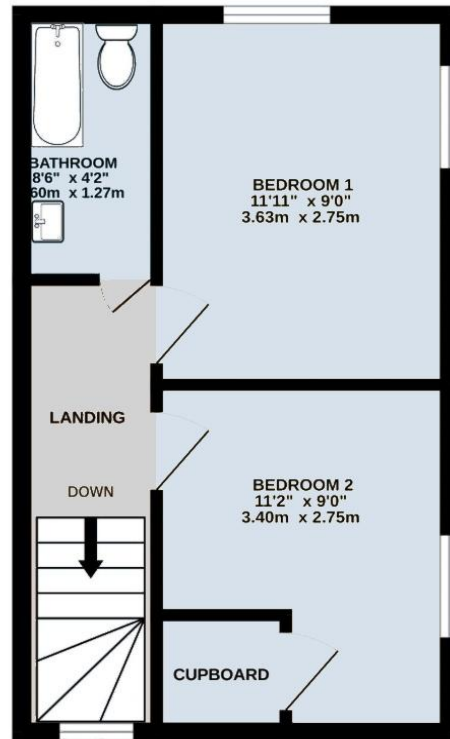 BATHROOM
8'6" x 4'2"
60m x 1.27m
BEDROOM 1
11'11" x 9'0"
3.63m x 2.75m
LANDING
DOWN
BEDROOM 2
11'2" x 9'0"
3.40m x 2.75m
CUPBOARD